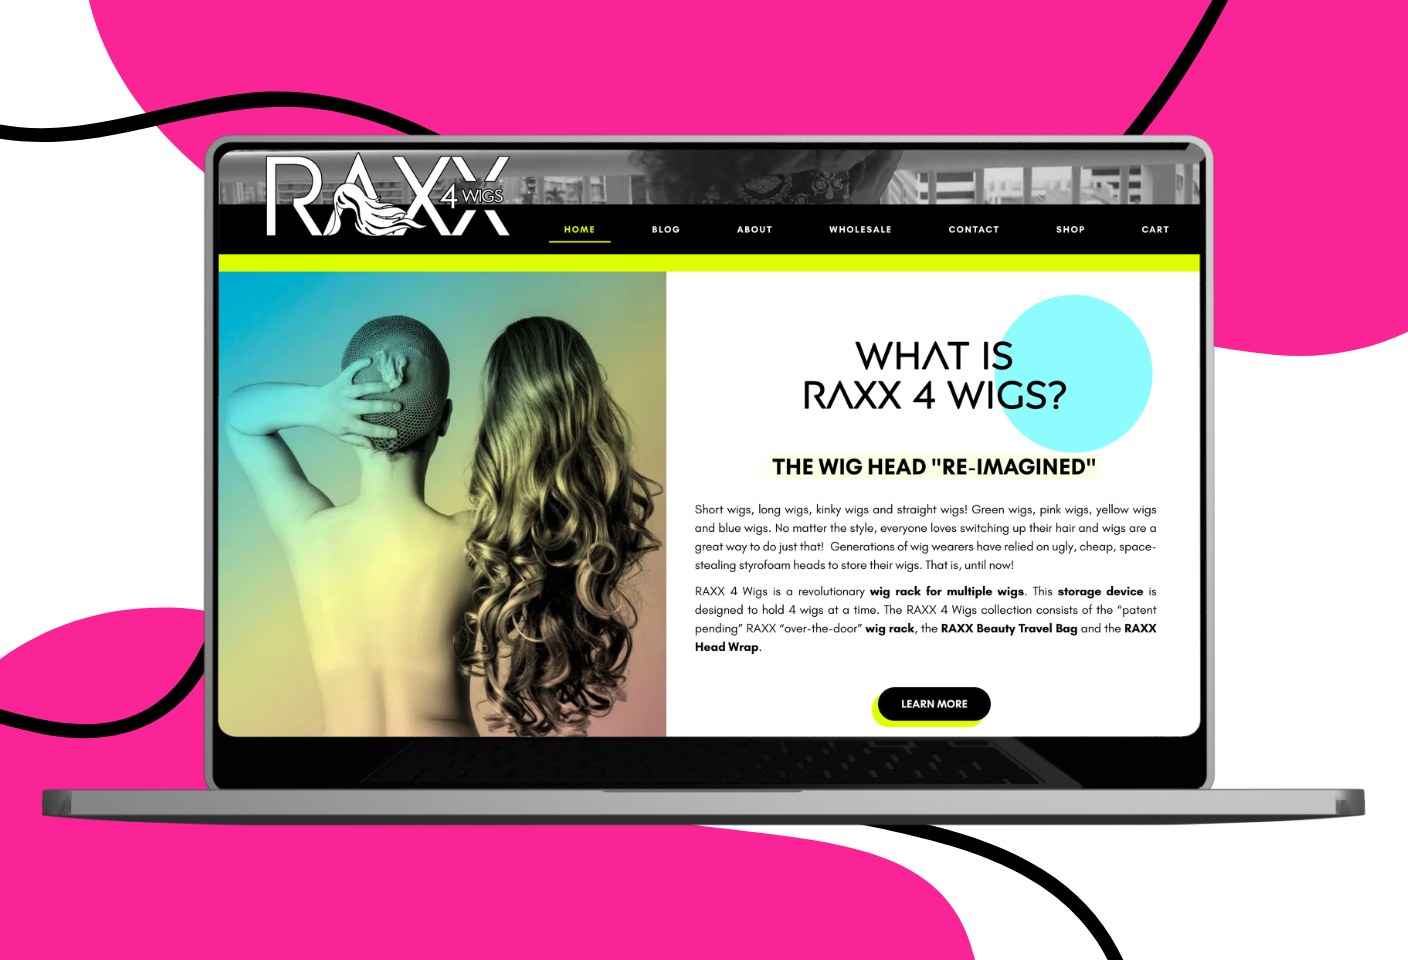 RAXX
4 WIGS
HOME BLOG ABOUT WHOLESALE CONTACT SHOP CART
WHAT IS
RAXX 4 WIGS?
THE WIG HEAD "RE-IMAGINED"
Short wigs, long wigs, kinky wigs and straight wigs! Green wigs, pink wigs, yellow wigs
and blue wigs. No matter the style, everyone loves switching up their hair and wigs are a
great way to do just that! Generations of wig wearers have relied on ugly, cheap, space-
stealing styrofoam heads to store their wigs. That is, until now!
RAXX 4 Wigs is a revolutionary wig rack for multiple wigs. This storage device is
designed to hold 4 wigs at a time. The RAXX 4 Wigs collection consists of the “patent
pending” RAXX “over-the-door” wig rack, the RAXX Beauty Travel Bag and the RAXX
Head Wrap.
LEARN MORE